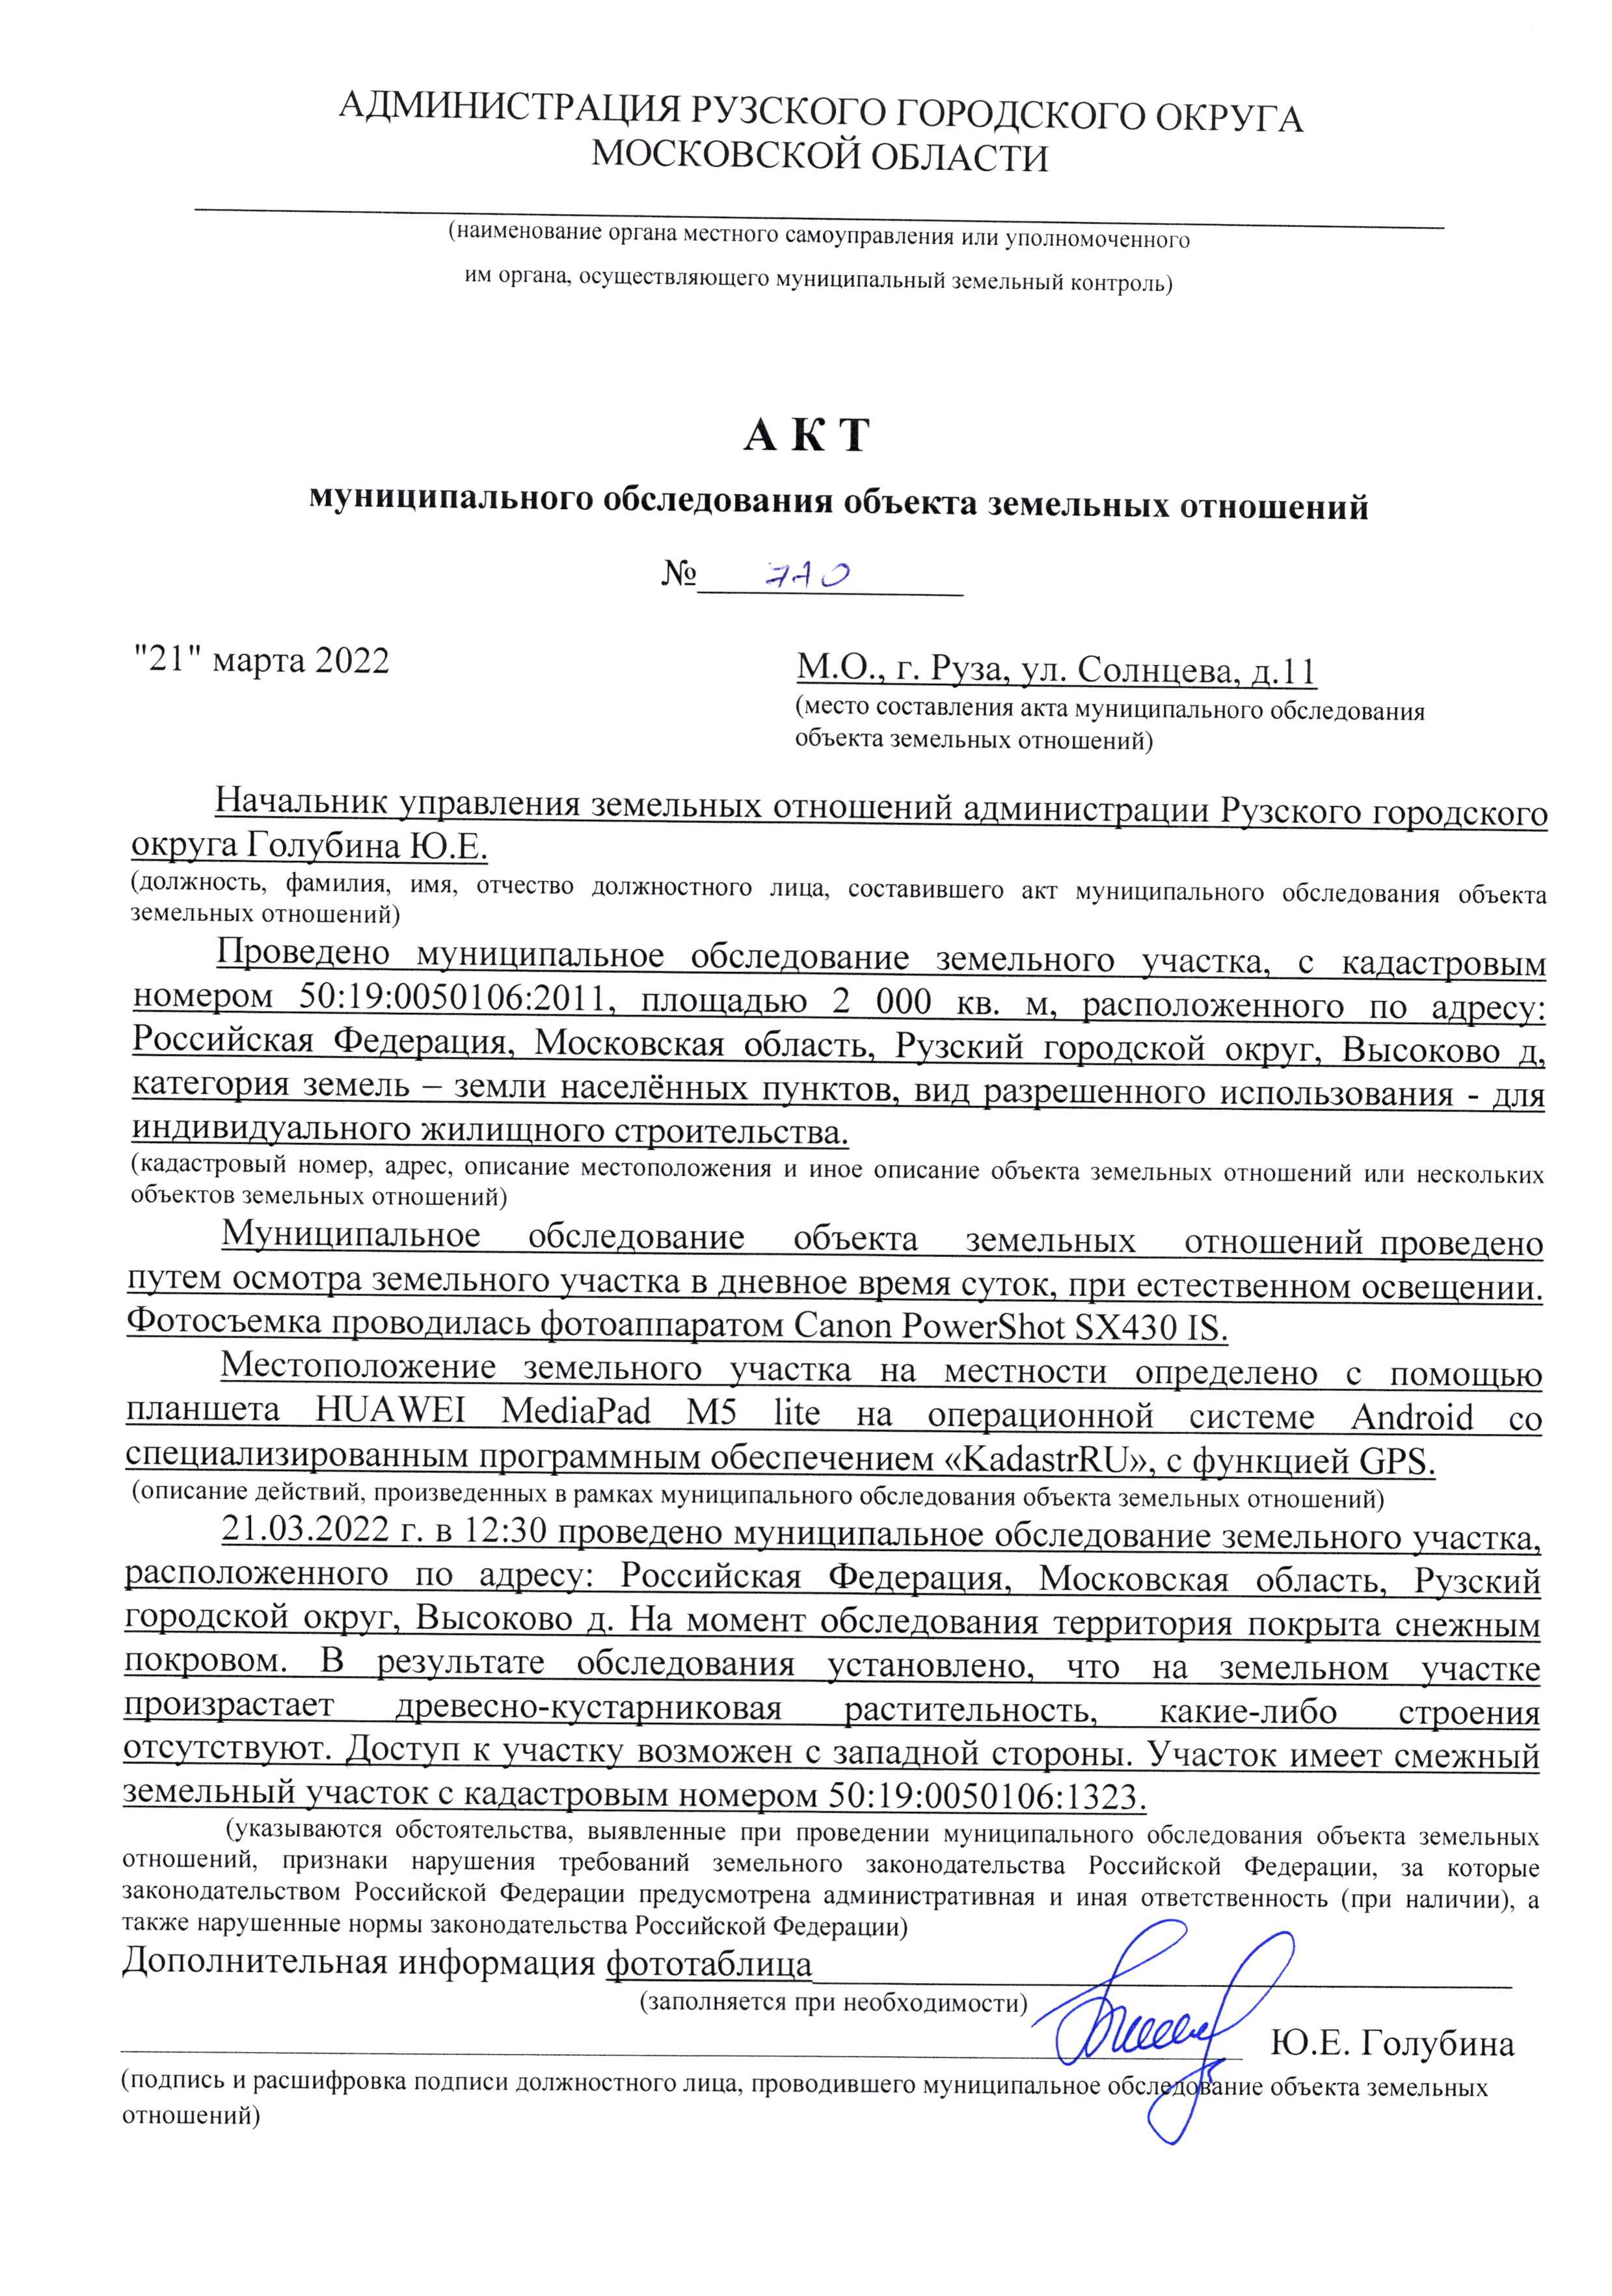 АДМИНИСТРАЦИЯ РУЗСКОГО ГОРОДСКОГО ОКРУГА
МОСКОВСКОЙ ОБЛАСТИ
(наименование органа местного самоуправления или уполномоченного
им органа, осуществляющего муниципальный земельный контроль)
А К Т
муниципального обследования объекта земельных отношений
№ 710
"21" марта 2022
М.О., г. Руза, ул. Солнцева, д.11
(место составления акта муниципального обследования
объекта земельных отношений)
Начальник управления земельных отношений администрации Рузского городского
округа Голубина Ю.Е.
(должность, фамилия, имя, отчество должностного лица, составившего акт муниципального обследования объекта
земельных отношений)
Проведено муниципальное обследование земельного участка, с кадастровым
номером 50:19:0050106:2011, площадью 2 000 кв. м, расположенного по адресу:
Российская Федерация, Московская область, Рузский городской округ, Высоково д,
категория земель – земли населённых пунктов, вид разрешенного использования - для
индивидуального жилищного строительства.
(кадастровый номер, адрес, описание местоположения и иное описание объекта земельных отношений или нескольких
объектов земельных отношений)
Муниципальное обследование объекта земельных отношений проведено
путем осмотра земельного участка в дневное время суток, при естественном освещении.
Фотосъемка проводилась фотоаппаратом Canon PowerShot SX430 IS.
Местоположение земельного участка на местности определено с помощью
планшета HUAWEI MediaPad M5 lite на операционной системе Android со
специализированным программным обеспечением «KadastrRU», с функцией GPS.
(описание действий, произведенных в рамках муниципального обследования объекта земельных отношений)
21.03.2022 г. в 12:30 проведено муниципальное обследование земельного участка,
расположенного по адресу: Российская Федерация, Московская область, Рузский
городской округ, Высоково д. На момент обследования территория покрыта снежным
покровом. В результате обследования установлено, что на земельном участке
произрастает древесно-кустарниковая растительность, какие-либо строения
отсутствуют. Доступ к участку возможен с западной стороны. Участок имеет смежный
земельный участок с кадастровым номером 50:19:0050106:1323.
(указываются обстоятельства, выявленные при проведении муниципального обследования объекта земельных
отношений, признаки нарушения требований земельного законодательства Российской Федерации, за которые
законодательством Российской Федерации предусмотрена административная и иная ответственность (при наличии), а
также нарушенные нормы законодательства Российской Федерации)
Дополнительная информация фототаблица
(заполняется при необходимости)
Ю.Е. Голубина
(подпись и расшифровка подписи должностного лица, проводившего муниципальное обследование объекта земельных
отношений)